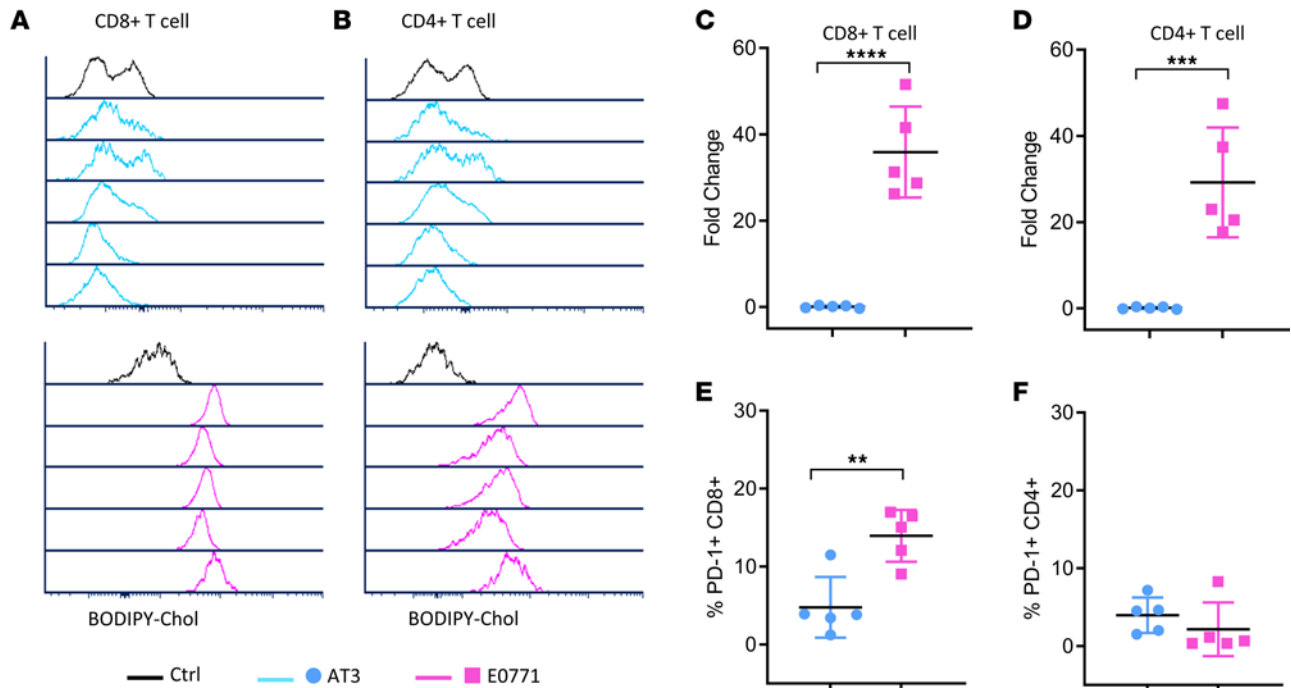 A
CD8+ T cell
B
CD4+ T cell
BODIPY-Chol
BODIPY-Chol
Ctrl
AT3
E0771
C
CD8+ T cell
60
40
20
0
Fold Change
****
D
CD4+ T cell
60
40
20
0
Fold Change
***
E
30
20
10
0
% PD-1+ CD8+
**
F
30
20
10
0
% PD-1+ CD4+